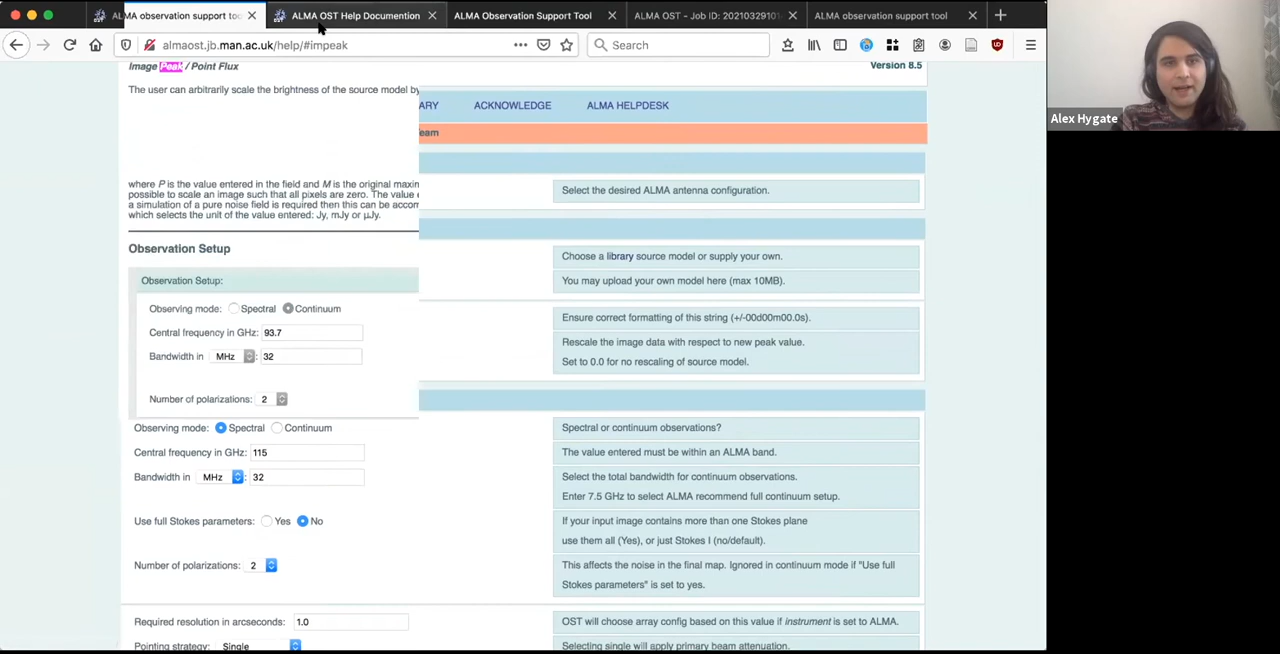 ALMA observation support too
ALMA OST Help Documention
ALMA Observation Support Tool
ALMA OST - Job ID: 20210329101
ALMA observation support tool
almaost.jb.man.ac.uk/help/#impeak
Search
Alex Hygate
Image Peak / Point Flux
Version 8.5
The user can arbitrarily scale the brightness of the source model by
ARY
ACKNOWLEDGE
ALMA HELPDESK
eam
where P is the value entered in the field and M is the original maxin
possible to scale an image such that all pixels are zero. The value e
a simulation of a pure noise field is required then this can be accom
which selects the unit of the value entered: Jy, mJy or µJy.
Select the desired ALMA antenna configuration.
Observation Setup
Choose a library source model or supply your own.
Observation Setup:
You may upload your own model here (max 10MB).
Observing mode: Spectral Continuum
Ensure correct formatting of this string (+/-00d00m00.0s).
Central frequency in GHz: 93.7
Rescale the image data with respect to new peak value.
Bandwidth in MHz : 32
Set to 0.0 for no rescaling of source model.
Number of polarizations: 2
Observing mode: Spectral Continuum
Spectral or continuum observations?
Central frequency in GHz: 115
The value entered must be within an ALMA band.
Bandwidth in MHz : 32
Select the total bandwidth for continuum observations.
Enter 7.5 GHz to select ALMA recommend full continuum setup.
Use full Stokes parameters: Yes No
If your input image contains more than one Stokes plane
use them all (Yes), or just Stokes I (no/default).
Number of polarizations: 2
This affects the noise in the final map. Ignored in continuum mode if "Use full
Stokes parameters" is set to yes.
Required resolution in arcseconds: 1.0
OST will choose array config based on this value if instrument is set to ALMA.
Pointing strategy: Single
Selecting single will apply primary beam attenuation.